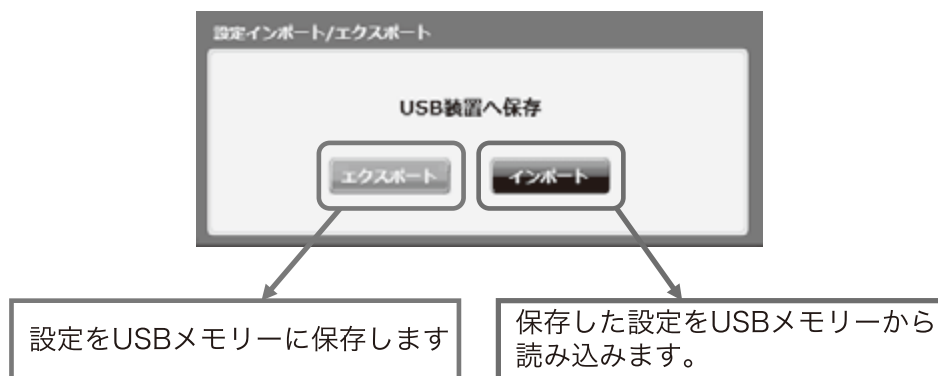 設定インポート/エクスポート
USB装置へ保存
エクスポート
インポート
設定をUSBメモリーに保存します
保存した設定をUSBメモリーから
読み込みます。